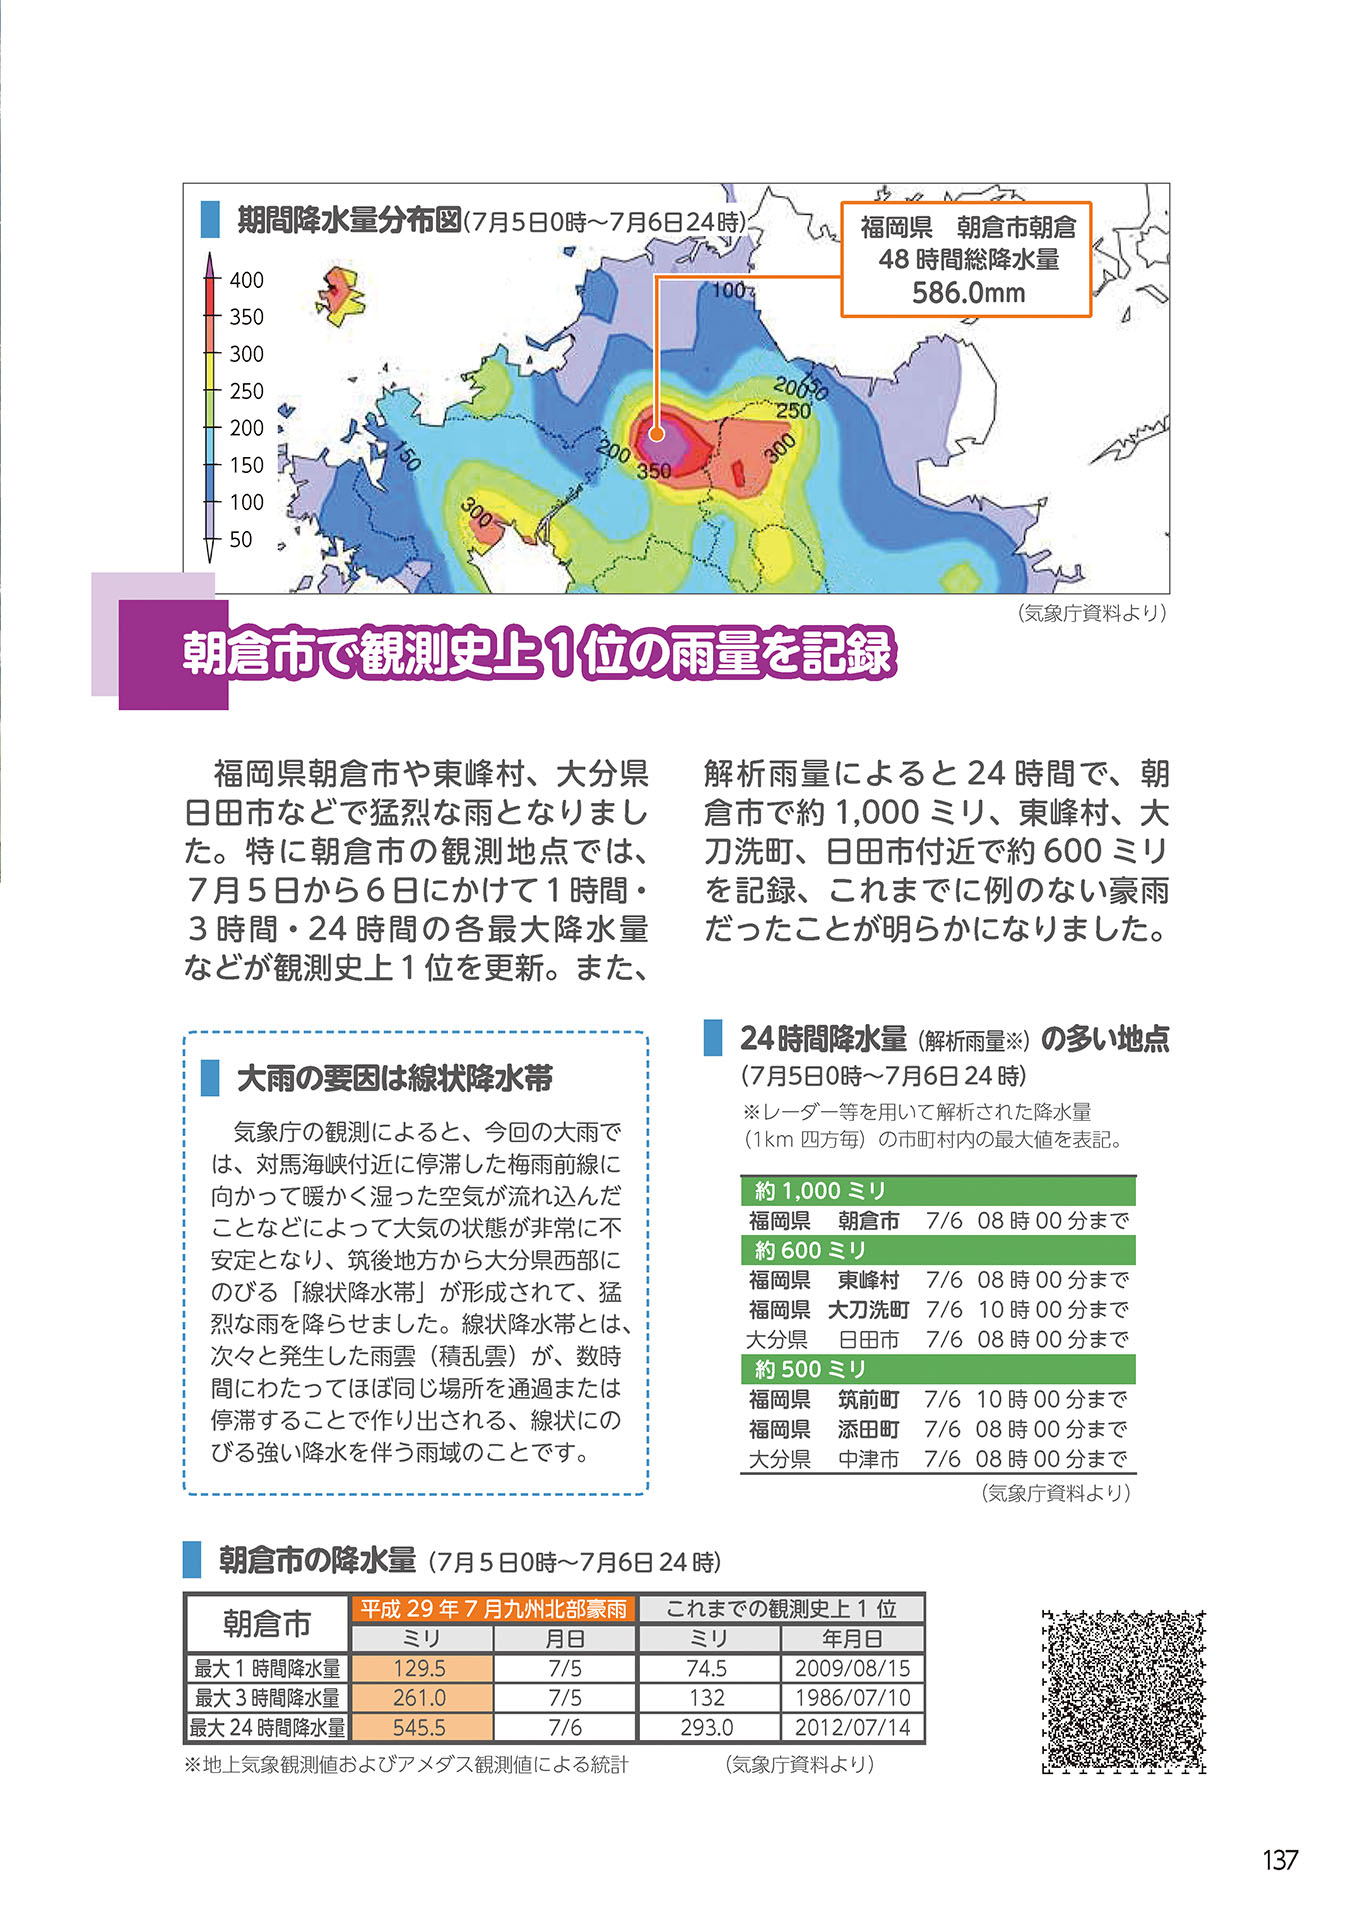 期間降水量分布図(7月5日0時～7月6日24時)
福岡県　朝倉市朝倉
48 時間総降水量
586.0mm
400
350
300
250
200
150
100
50
100
200
150
250
300
200
350
150
300
（気象庁資料より）
朝倉市で観測史上1位の雨量を記録
福岡県朝倉市や東峰村、大分県
日田市などで猛烈な雨となりまし
た。特に朝倉市の観測地点では、
７月５日から６日にかけて１時間・
３時間・24 時間の各最大降水量
などが観測史上１位を更新。また、
解析雨量によると 24 時間で、朝
倉市で約 1,000 ミリ、東峰村、大
刀洗町、日田市付近で約 600 ミリ
を記録、これまでに例のない豪雨
だったことが明らかになりました。
大雨の要因は線状降水帯
気象庁の観測によると、今回の大雨で
は、対馬海峡付近に停滞した梅雨前線に
向かって暖かく湿った空気が流れ込んだ
ことなどによって大気の状態が非常に不
安定となり、筑後地方から大分県西部に
のびる「線状降水帯」が形成されて、猛
烈な雨を降らせました。線状降水帯とは、
次々と発生した雨雲（積乱雲）が、数時
間にわたってほぼ同じ場所を通過または
停滞することで作り出される、線状にの
びる強い降水を伴う雨域のことです。
24時間降水量（解析雨量※）の多い地点
(7月5日0時～7月6日 24 時)
※レーダー等を用いて解析された降水量
（1km 四方毎）の市町村内の最大値を表記。
約 1,000 ミリ
福岡県　朝倉市　7/6　08 時 00 分まで
約 600 ミリ
福岡県　東峰村　7/6　08 時 00 分まで
福岡県　大刀洗町　7/6　10 時 00 分まで
大分県　日田市　7/6　08 時 00 分まで
約 500 ミリ
福岡県　筑前町　7/6　10 時 00 分まで
福岡県　添田町　7/6　08 時 00 分まで
大分県　中津市　7/6　08 時 00 分まで
（気象庁資料より）
朝倉市の降水量（7月５日0時～7月6日 24 時）
朝倉市　平成 29 年 7 月九州北部豪雨　これまでの観測史上 1 位
ミリ　月日　ミリ　年月日
最大 1 時間降水量　129.5　7/5　74.5　2009/08/15
最大 3 時間降水量　261.0　7/5　132　1986/07/10
最大 24 時間降水量　545.5　7/6　293.0　2012/07/14
※地上気象観測値およびアメダス観測値による統計　（気象庁資料より）
137